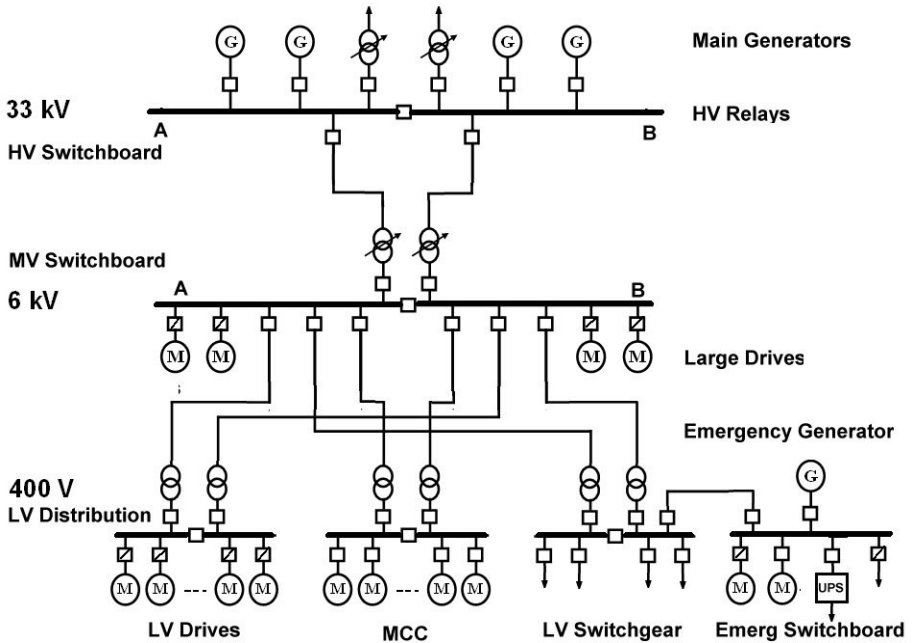 G G G G Main Generators
33 kV
A B HV Relays
HV Switchboard
MV Switchboard
A B
6 kV
M M M M Large Drives
Emergency Generator
G
400 V
LV Distribution
M M --- M M M M --- M M M M UPS
LV Drives MCC LV Switchgear Emerg Switchboard